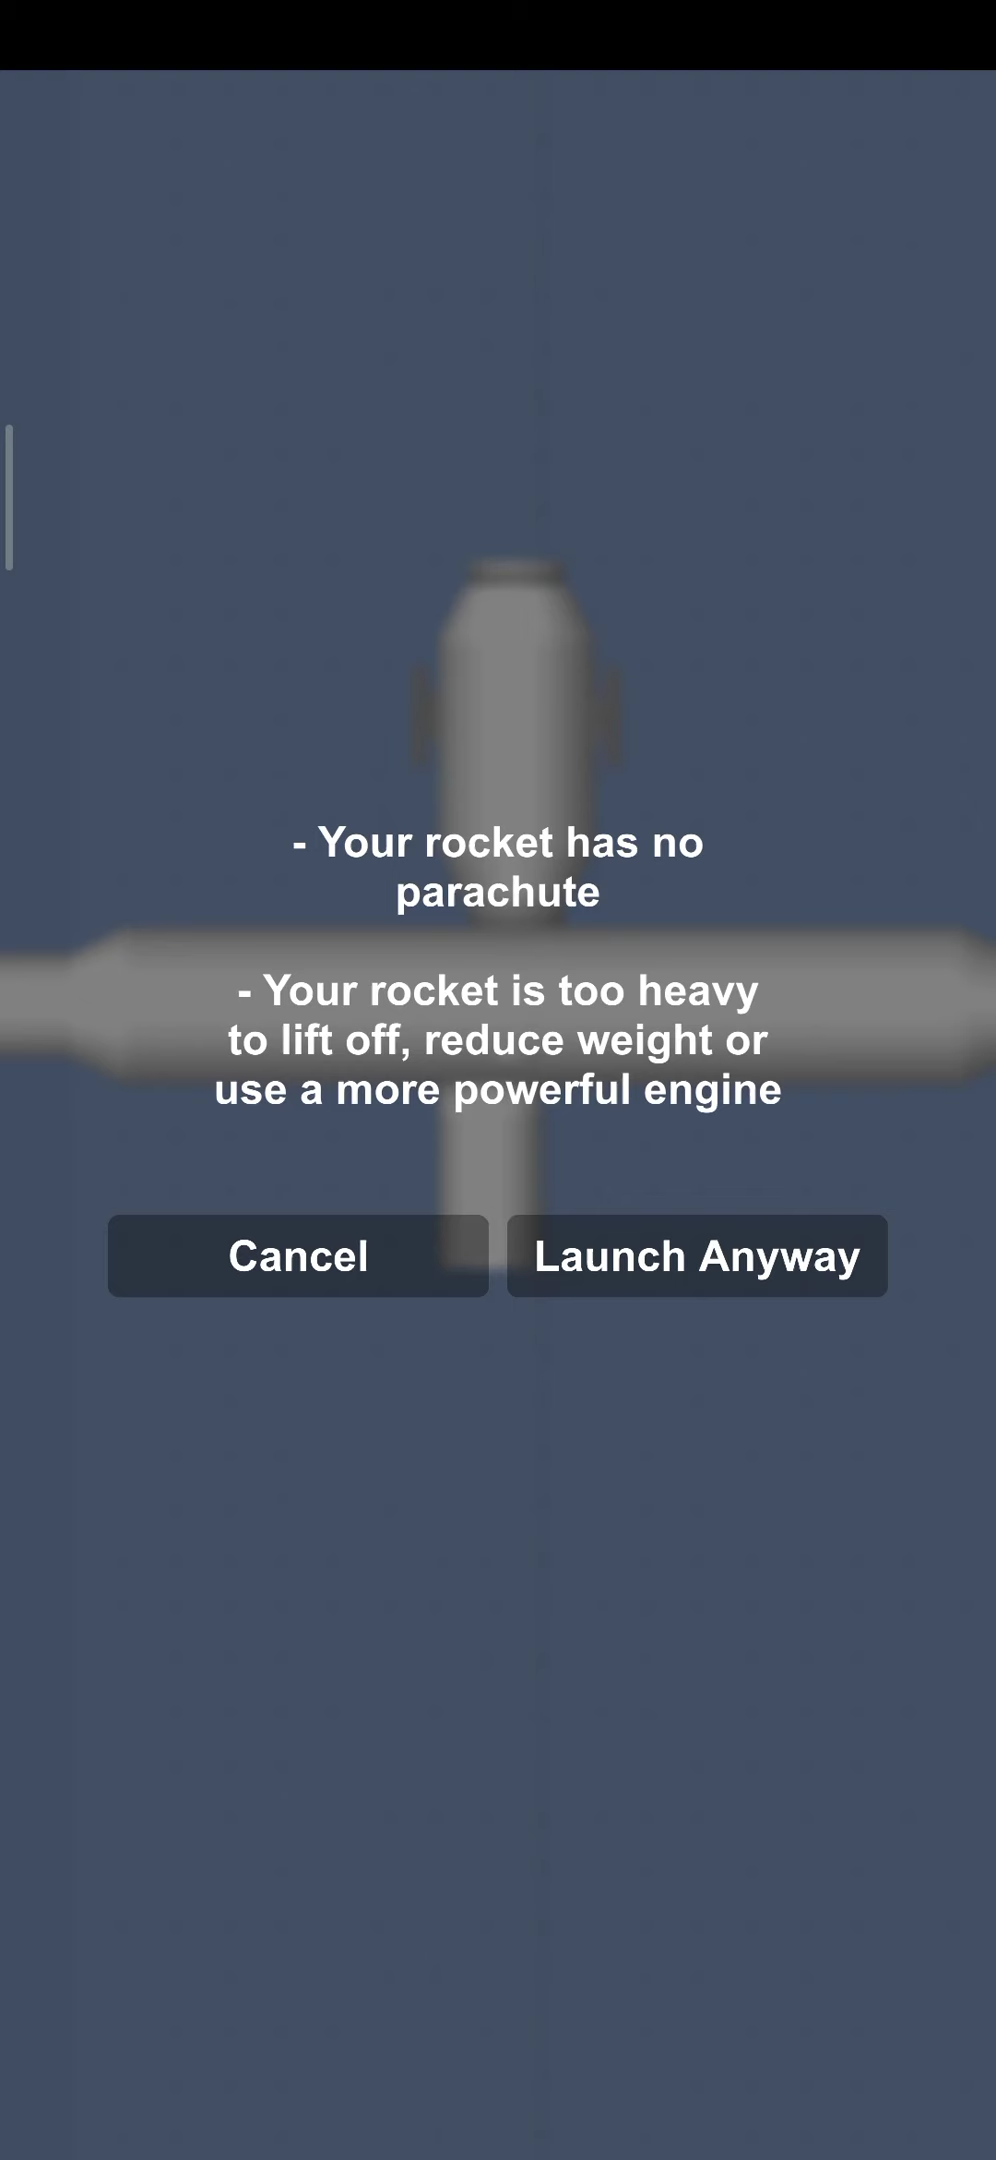 - Your rocket has no
parachute
- Your rocket is too heavy
to lift off, reduce weight or
use a more powerful engine
Cancel
Launch Anyway